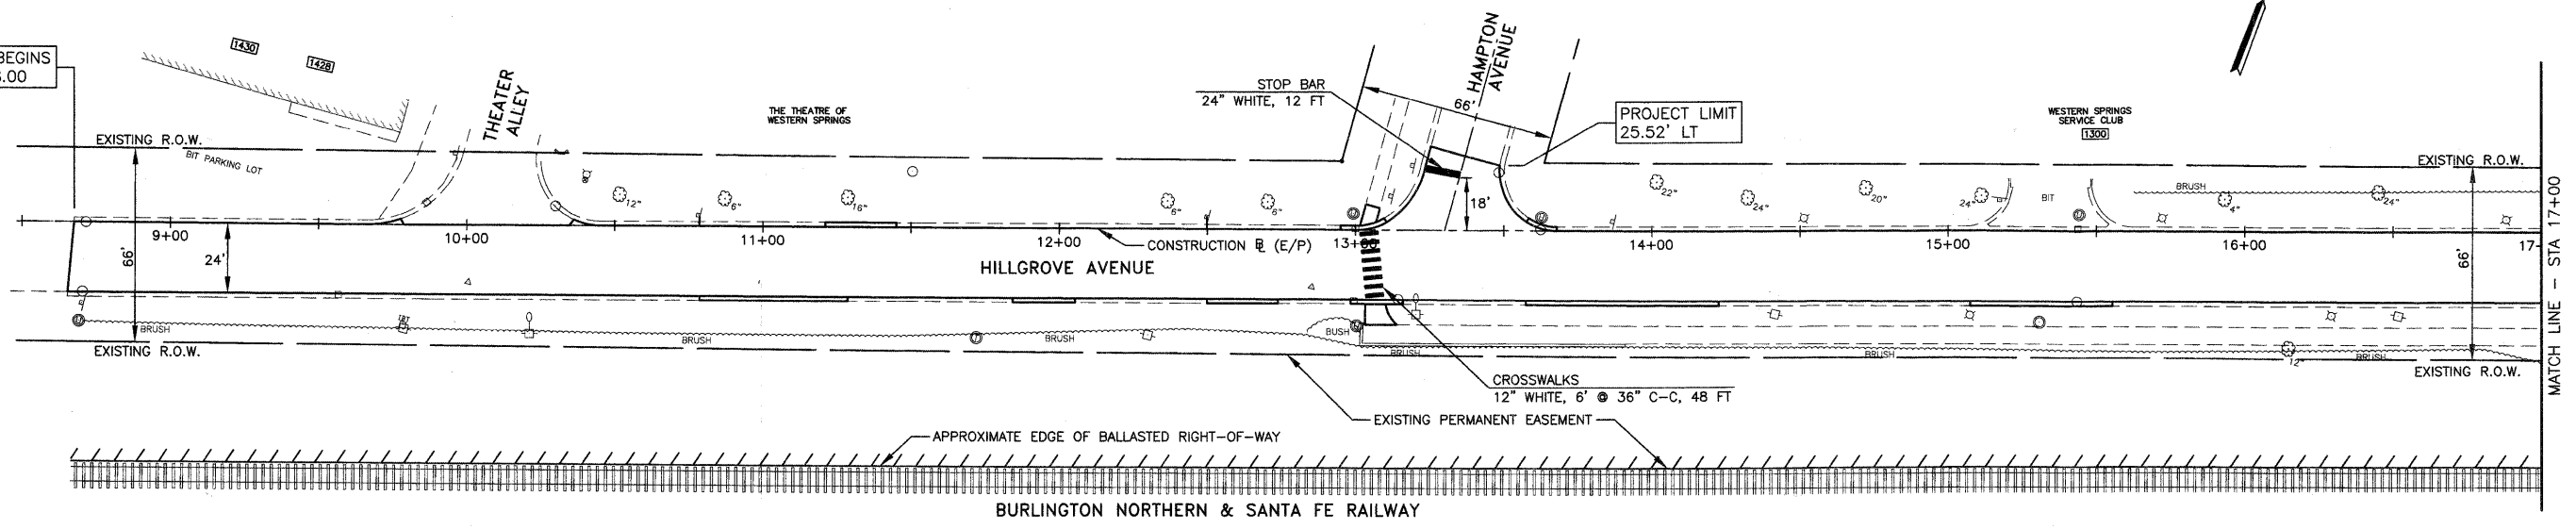 BEGINS
6.00
1430
1428
THEATER
ALLEY
THE THEATRE OF
WESTERN SPRINGS
STOP BAR
24" WHITE, 12 FT
66'
HAMPTON
AVENUE
PROJECT LIMIT
25.52' LT
WESTERN SPRINGS
SERVICE CLUB
1300
EXISTING R.O.W.
BIT PARKING LOT
EXISTING R.O.W.
12"
6"
16"
6"
6"
18'
22"
24"
20"
24"
BIT
BRUSH
4"
24"
9+00
10+00
11+00
12+00
13+00
14+00
15+00
16+00
17-
66'
24'
CONSTRUCTION BL (E/P)
HILLGROVE AVENUE
66'
MATCH LINE - STA 17+00
BRUSH
BRUSH
BRUSH
BUSH
BRUSH
BRUSH
BRUSH
12"
EXISTING R.O.W.
EXISTING R.O.W.
CROSSWALKS
12" WHITE, 6' @ 36" C-C, 48 FT
EXISTING PERMANENT EASEMENT
APPROXIMATE EDGE OF BALLASTED RIGHT-OF-WAY
BURLINGTON NORTHERN & SANTA FE RAILWAY